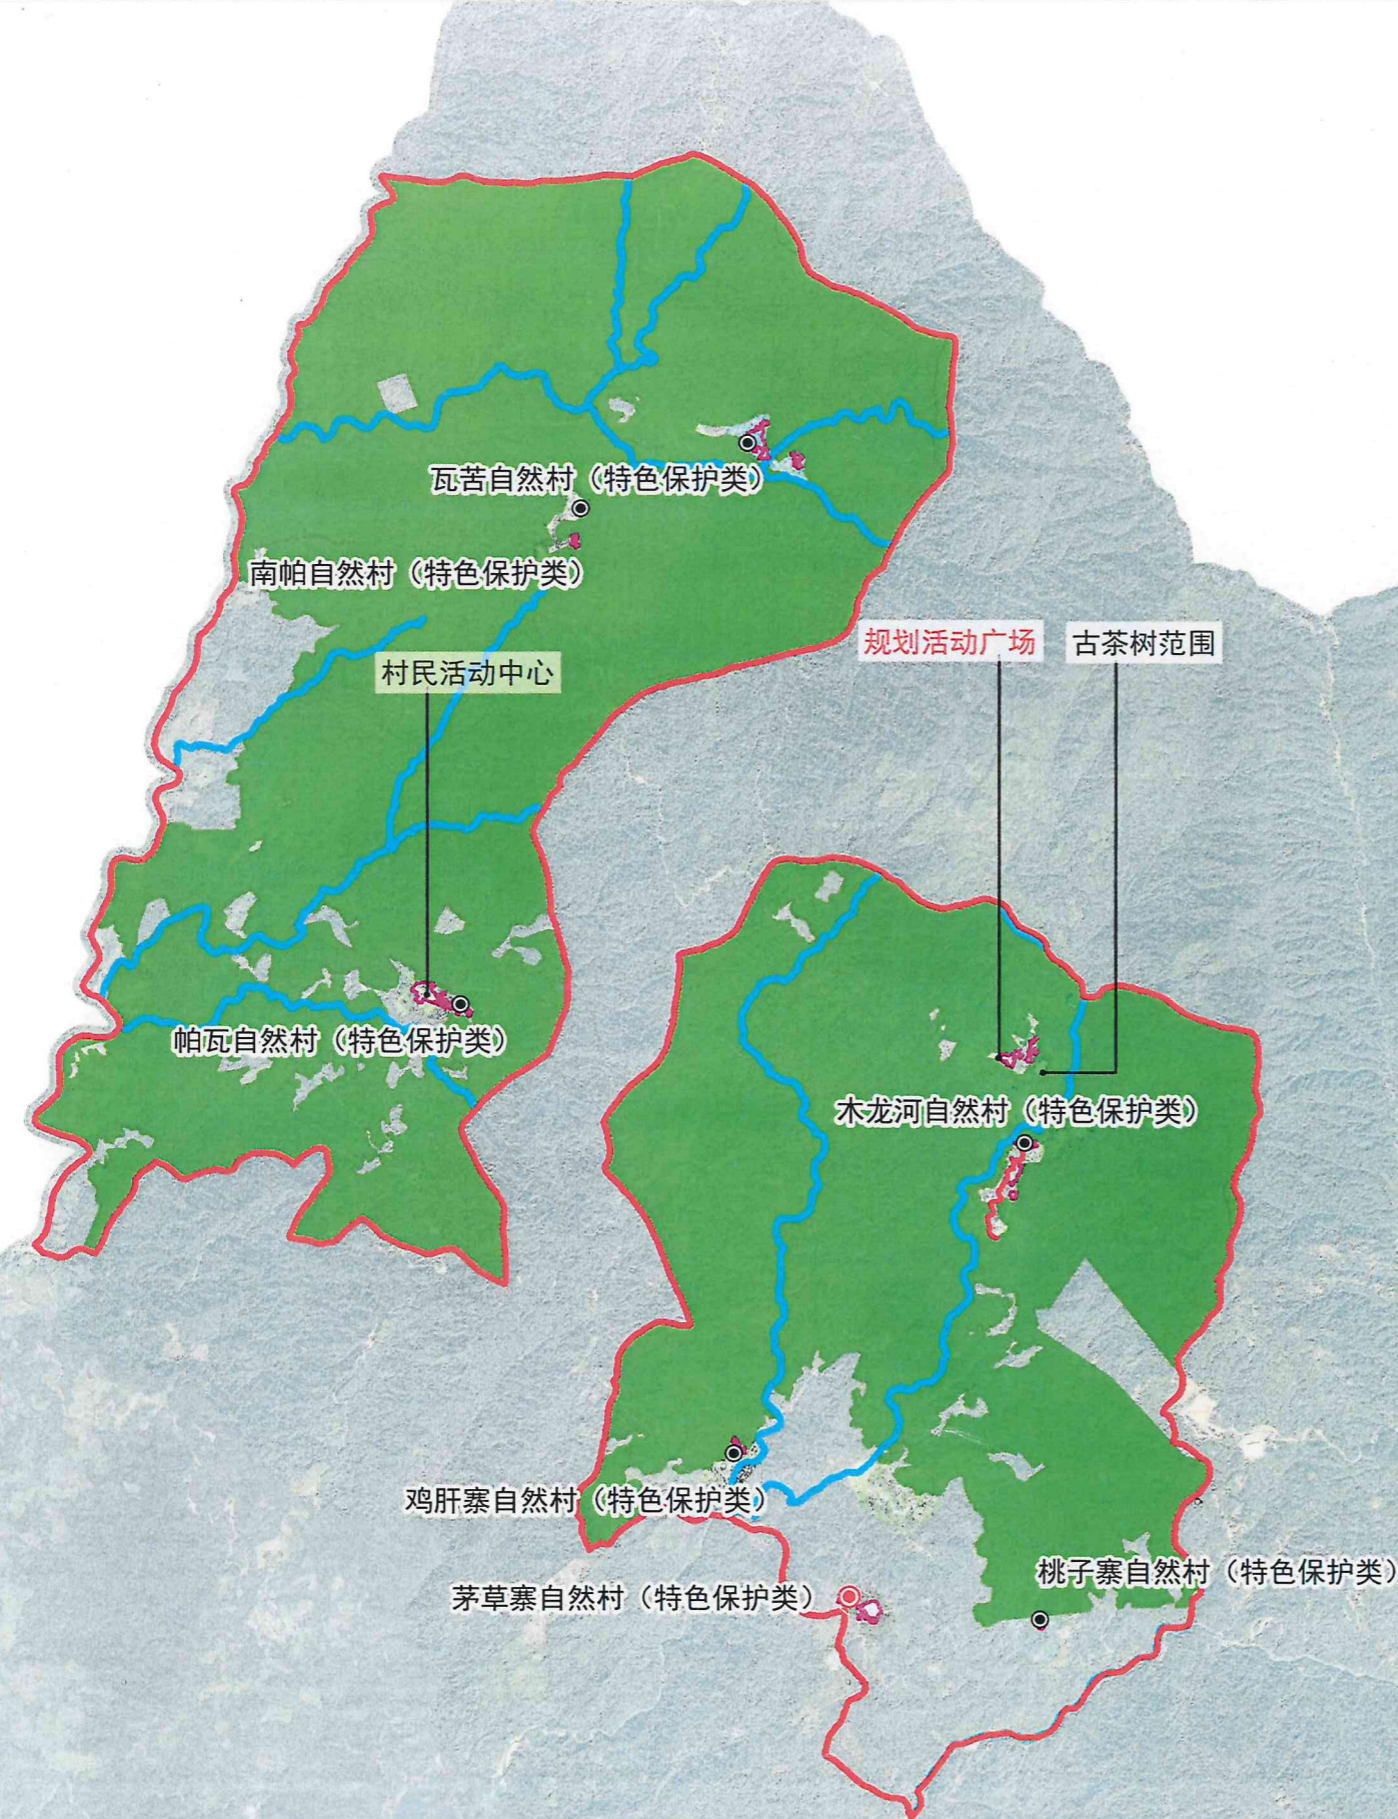 瓦苦自然村（特色保护类）
南帕自然村（特色保护类）
规划活动广场
古茶树范围
村民活动中心
帕瓦自然村（特色保护类）
木龙河自然村（特色保护类）
鸡肝寨自然村（特色保护类）
桃子寨自然村（特色保护类）
茅草寨自然村（特色保护类）